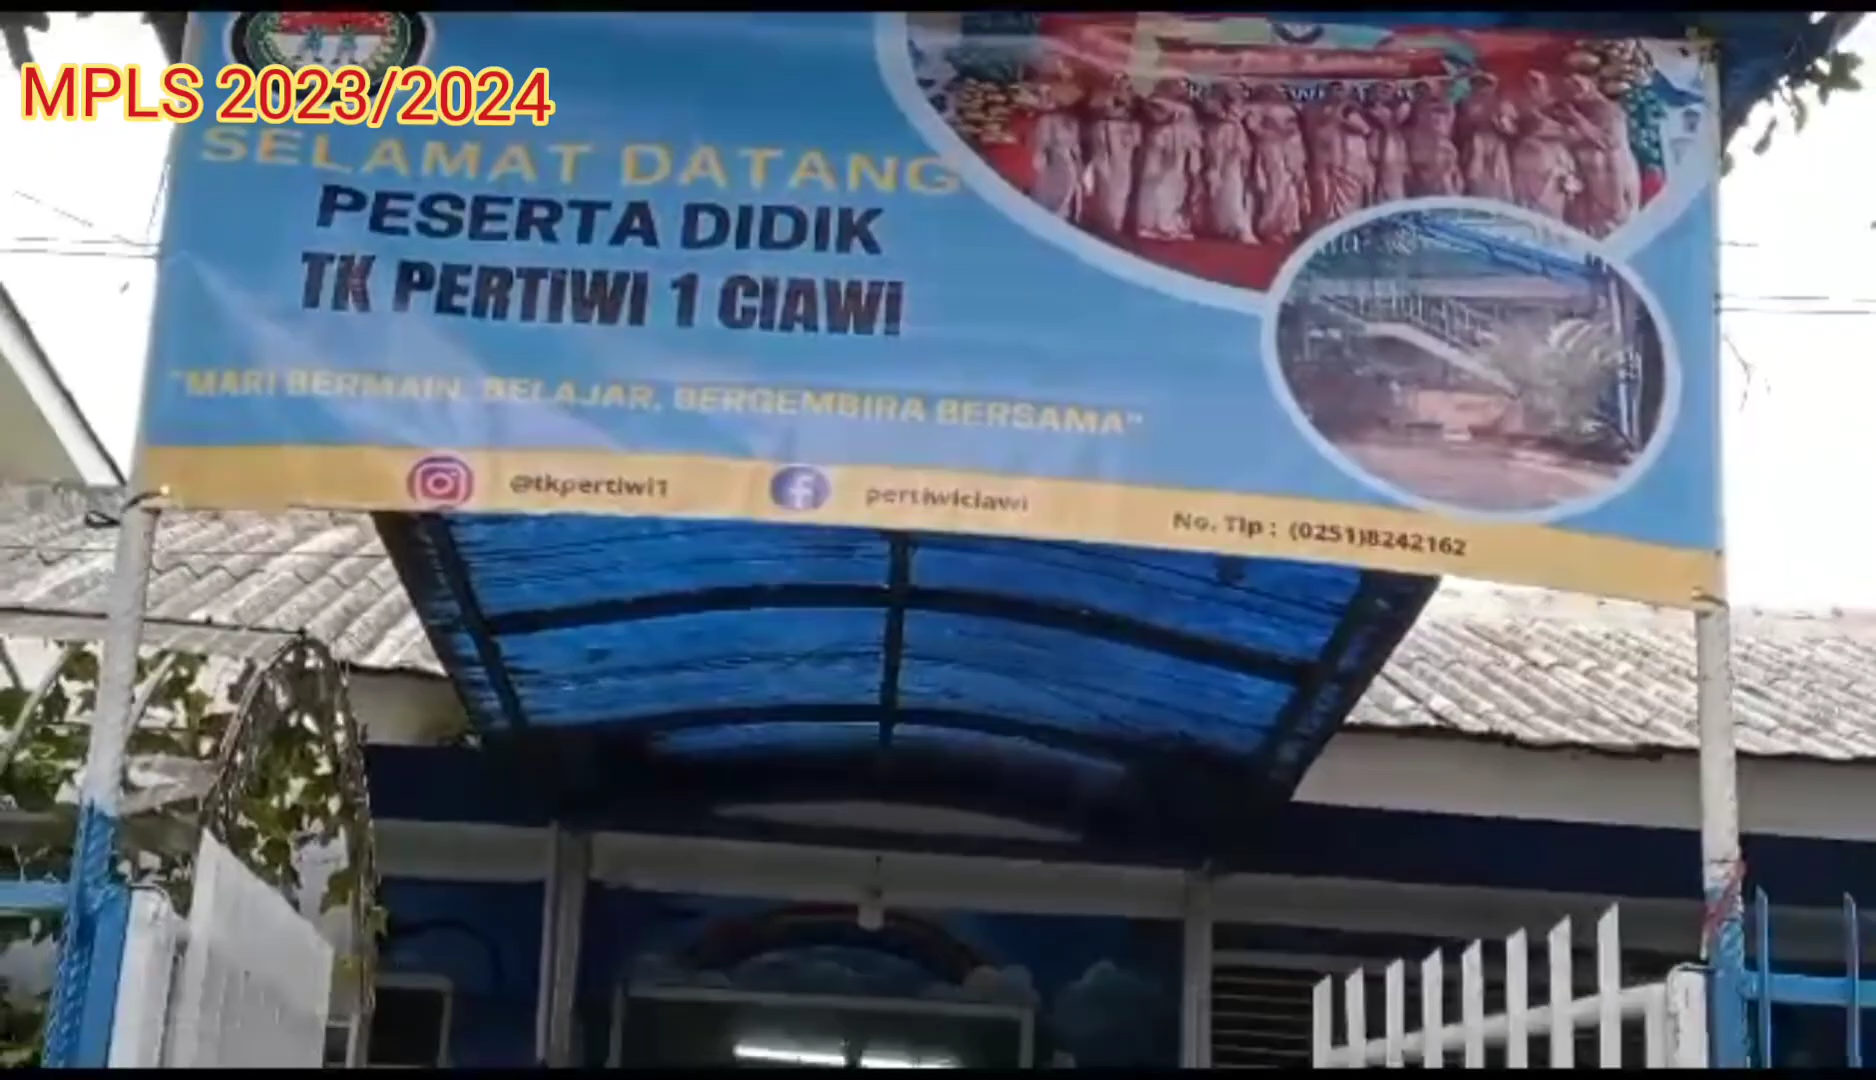 MPLS 2023/2024
SELAMAT DATANG
PESERTA DIDIK
TK PERTIWI 1 CIAWI
"MARI BERMAIN, BELAJAR, BERGEMBIRA BERSAMA"
@tkpertiwi1
pertiwiciawi
No. Tlp : (0251)8242162